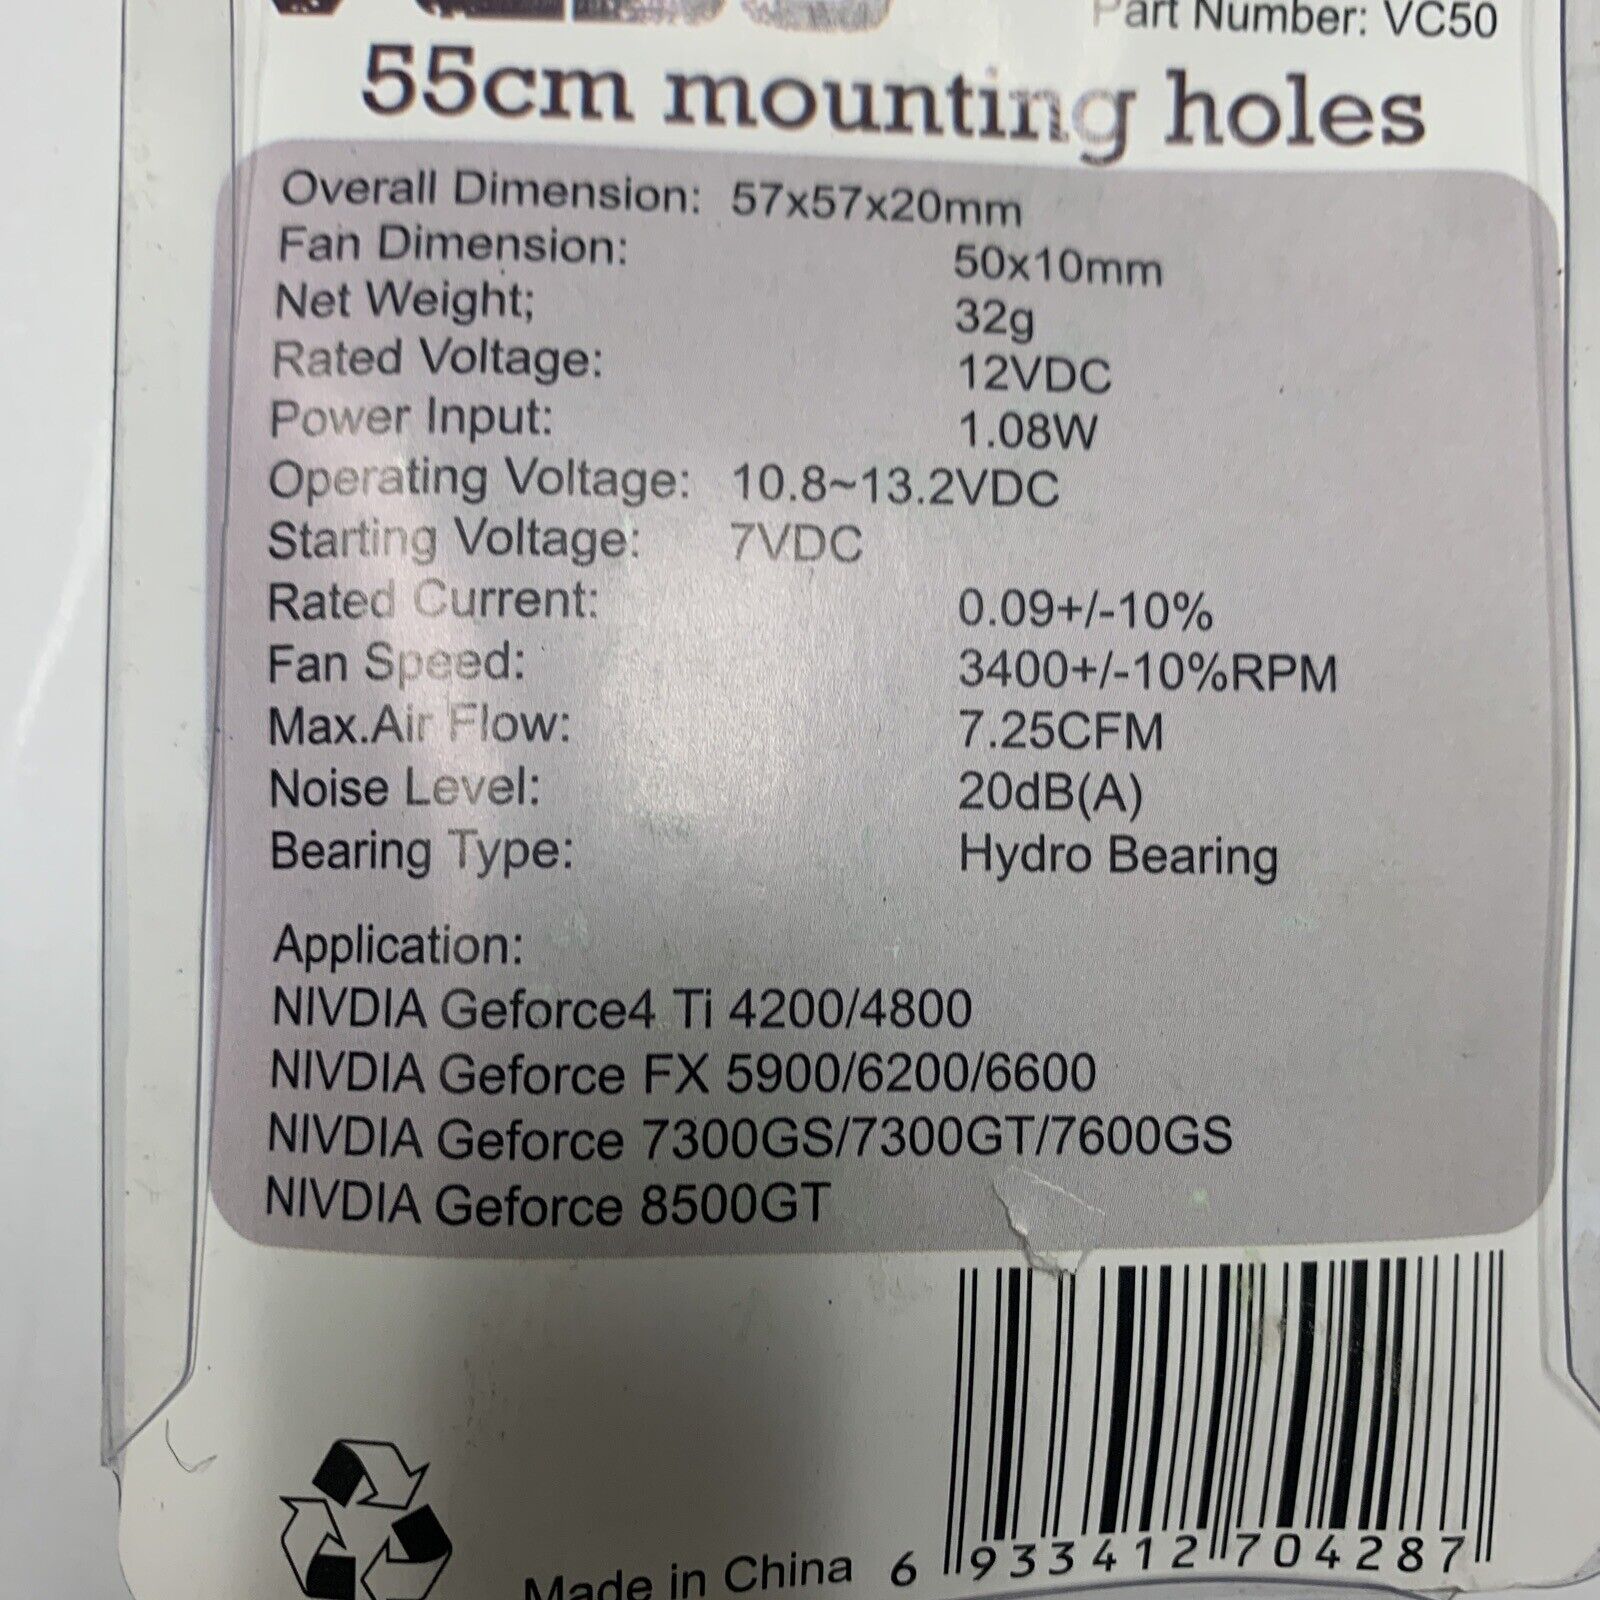 Part Number: VC50
55cm mounting holes
Overall Dimension: 57x57x20mm
Fan Dimension: 50x10mm
Net Weight; 32g
Rated Voltage: 12VDC
Power Input: 1.08W
Operating Voltage: 10.8~13.2VDC
Starting Voltage: 7VDC
Rated Current: 0.09+/-10%
Fan Speed: 3400+/-10%RPM
Max.Air Flow: 7.25CFM
Noise Level: 20dB(A)
Bearing Type: Hydro Bearing
Application:
NIVDIA Geforce4 Ti 4200/4800
NIVDIA Geforce FX 5900/6200/6600
NIVDIA Geforce 7300GS/7300GT/7600GS
NIVDIA Geforce 8500GT
Made in China
6 933412 704287